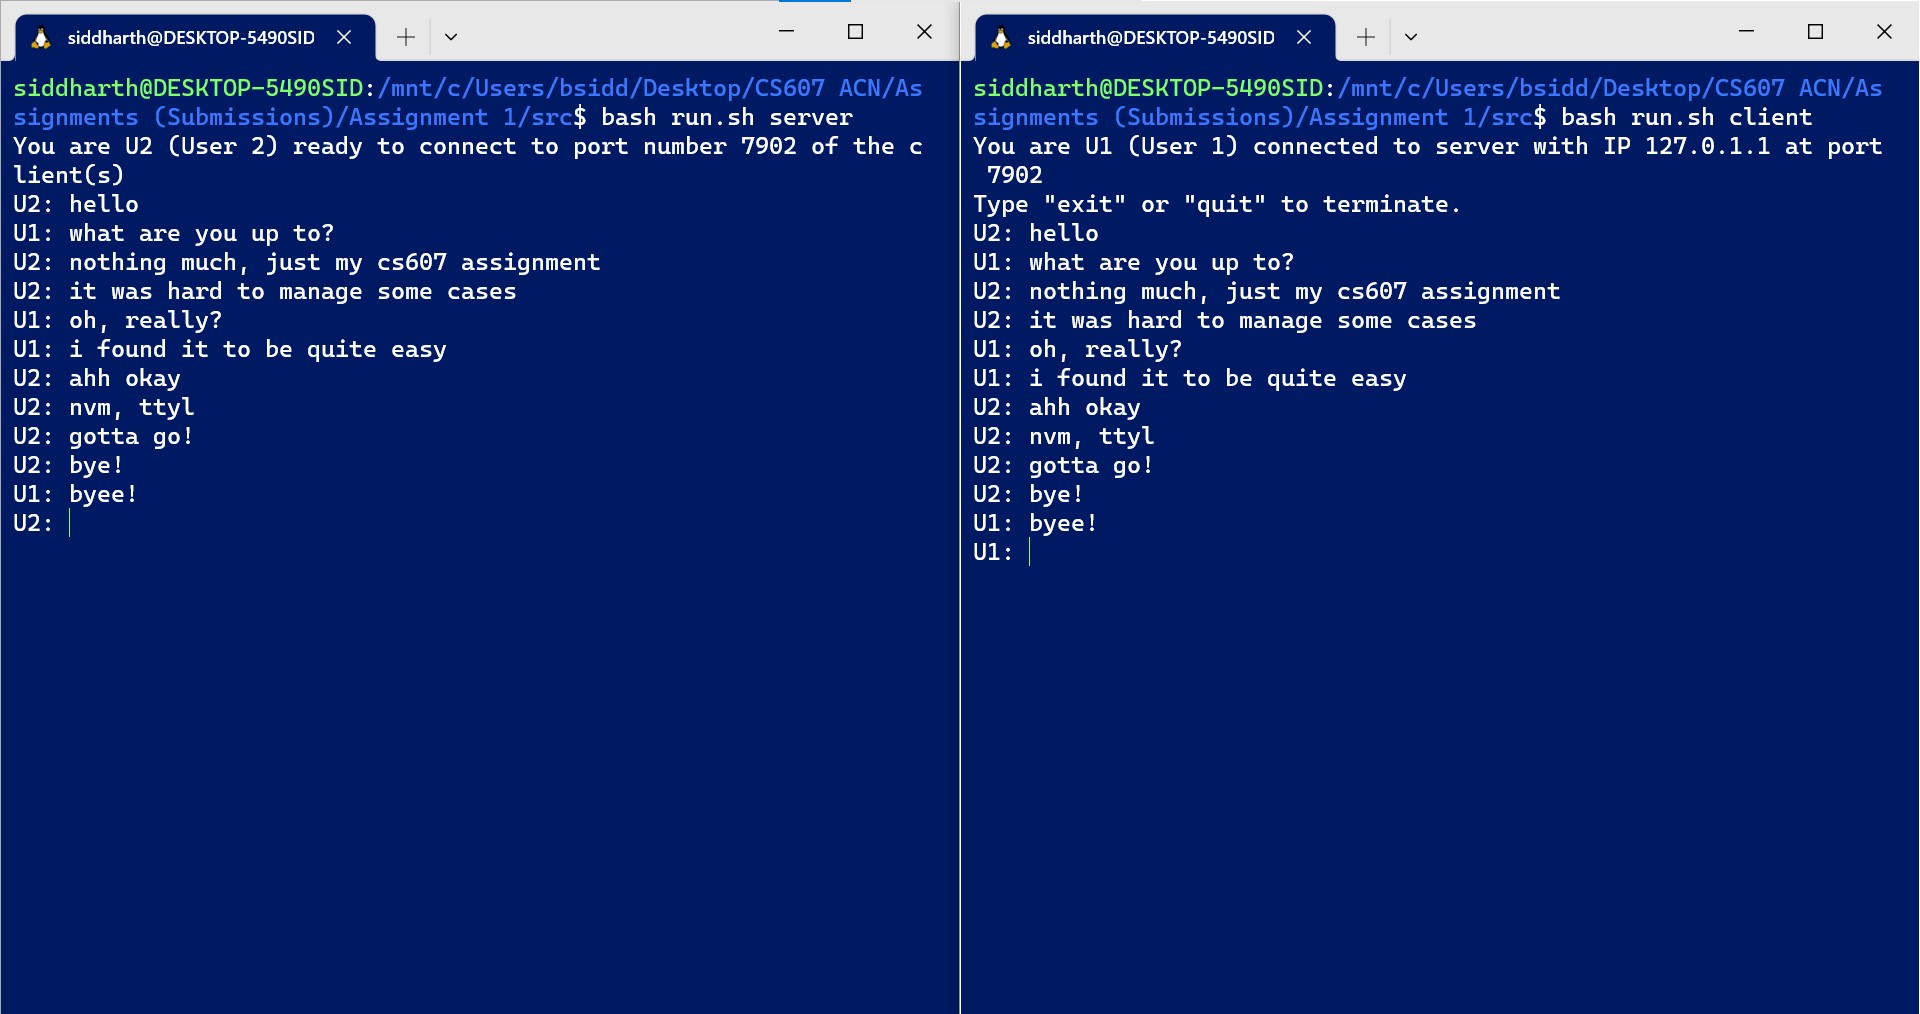 siddharth@DESKTOP-5490SID
siddharth@DESKTOP-5490SID:/mnt/c/Users/bsidd/Desktop/CS607 ACN/As
signments (Submissions)/Assignment 1/src$ bash run.sh server
You are U2 (User 2) ready to connect to port number 7902 of the c
lient(s)
U2: hello
U1: what are you up to?
U2: nothing much, just my cs607 assignment
U2: it was hard to manage some cases
U1: oh, really?
U1: i found it to be quite easy
U2: ahh okay
U2: nvm, ttyl
U2: gotta go!
U2: bye!
U1: byee!
U2:
siddharth@DESKTOP-5490SID
siddharth@DESKTOP-5490SID:/mnt/c/Users/bsidd/Desktop/CS607 ACN/As
signments (Submissions)/Assignment 1/src$ bash run.sh client
You are U1 (User 1) connected to server with IP 127.0.1.1 at port
 7902
Type "exit" or "quit" to terminate.
U2: hello
U1: what are you up to?
U2: nothing much, just my cs607 assignment
U2: it was hard to manage some cases
U1: oh, really?
U1: i found it to be quite easy
U2: ahh okay
U2: nvm, ttyl
U2: gotta go!
U2: bye!
U1: byee!
U1: